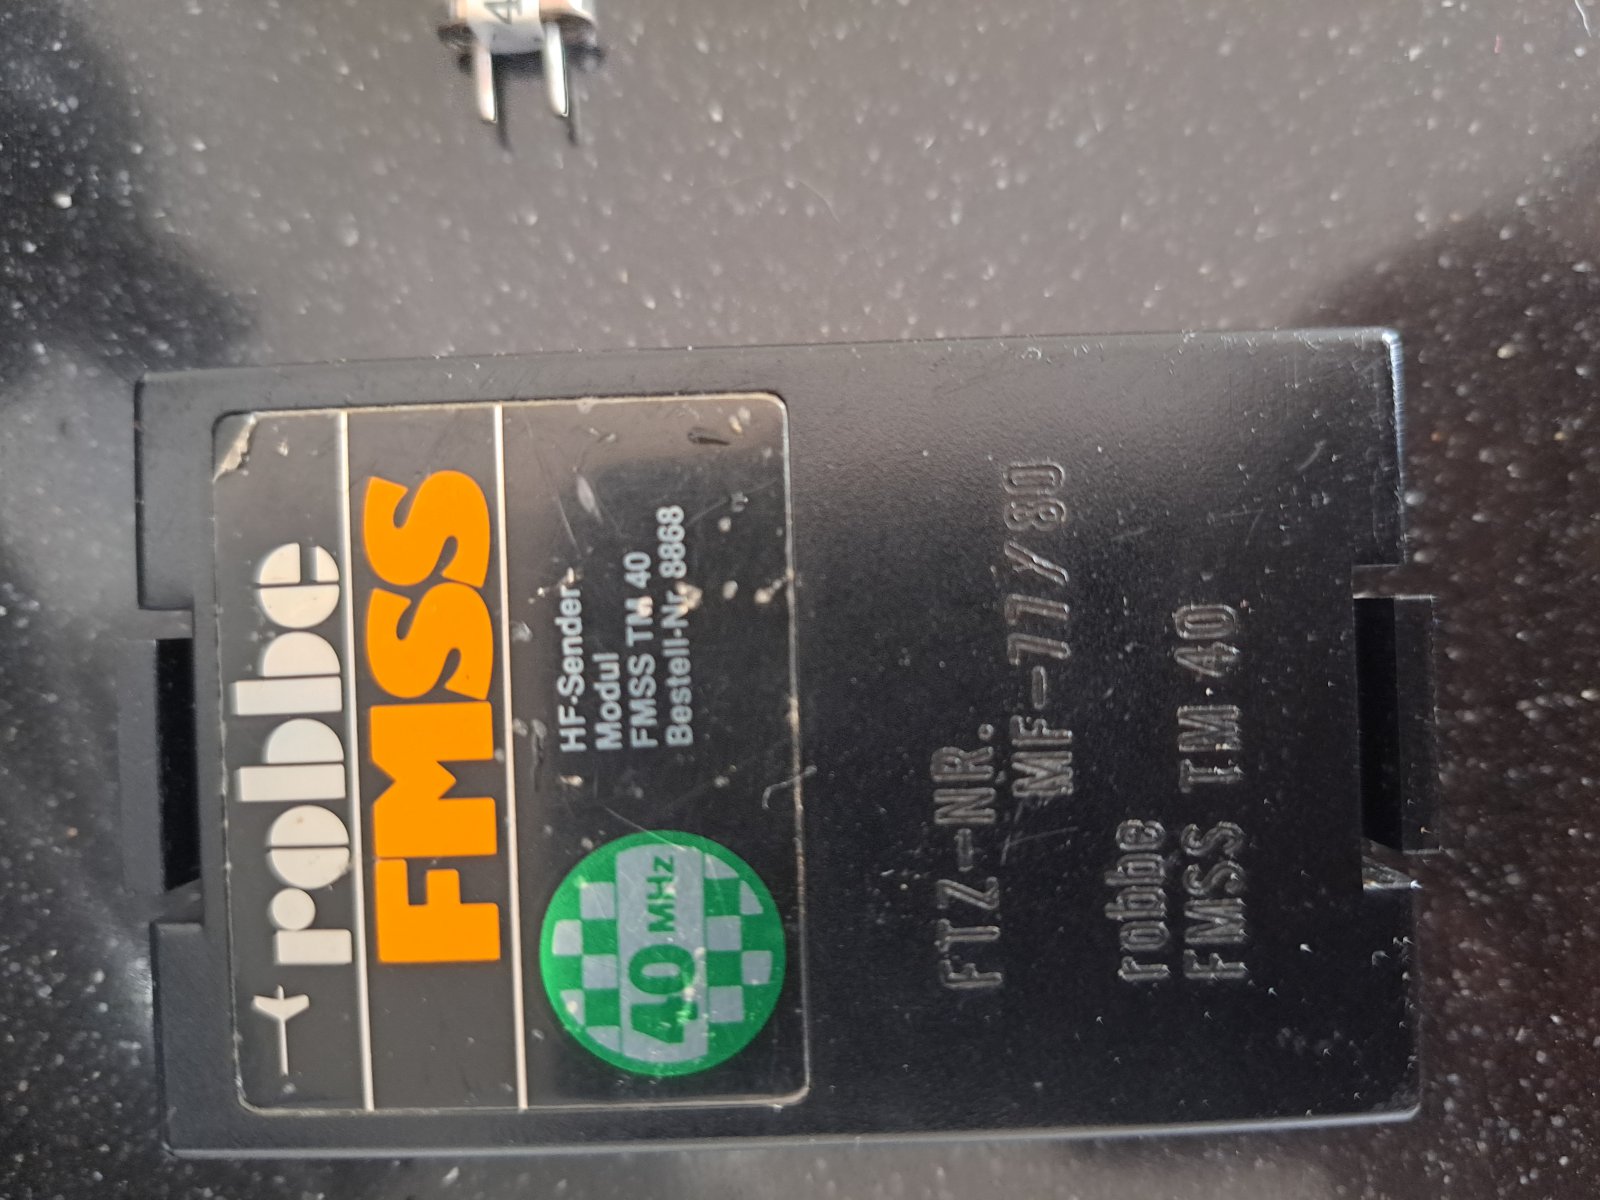 4
robbe
FMSS
HF-Sender-
Modul
FMSS TM 40
Bestell-Nr. 8868
40 MHz
FTZ-NR.
MF-77/80
robbe
FMSS TM 40